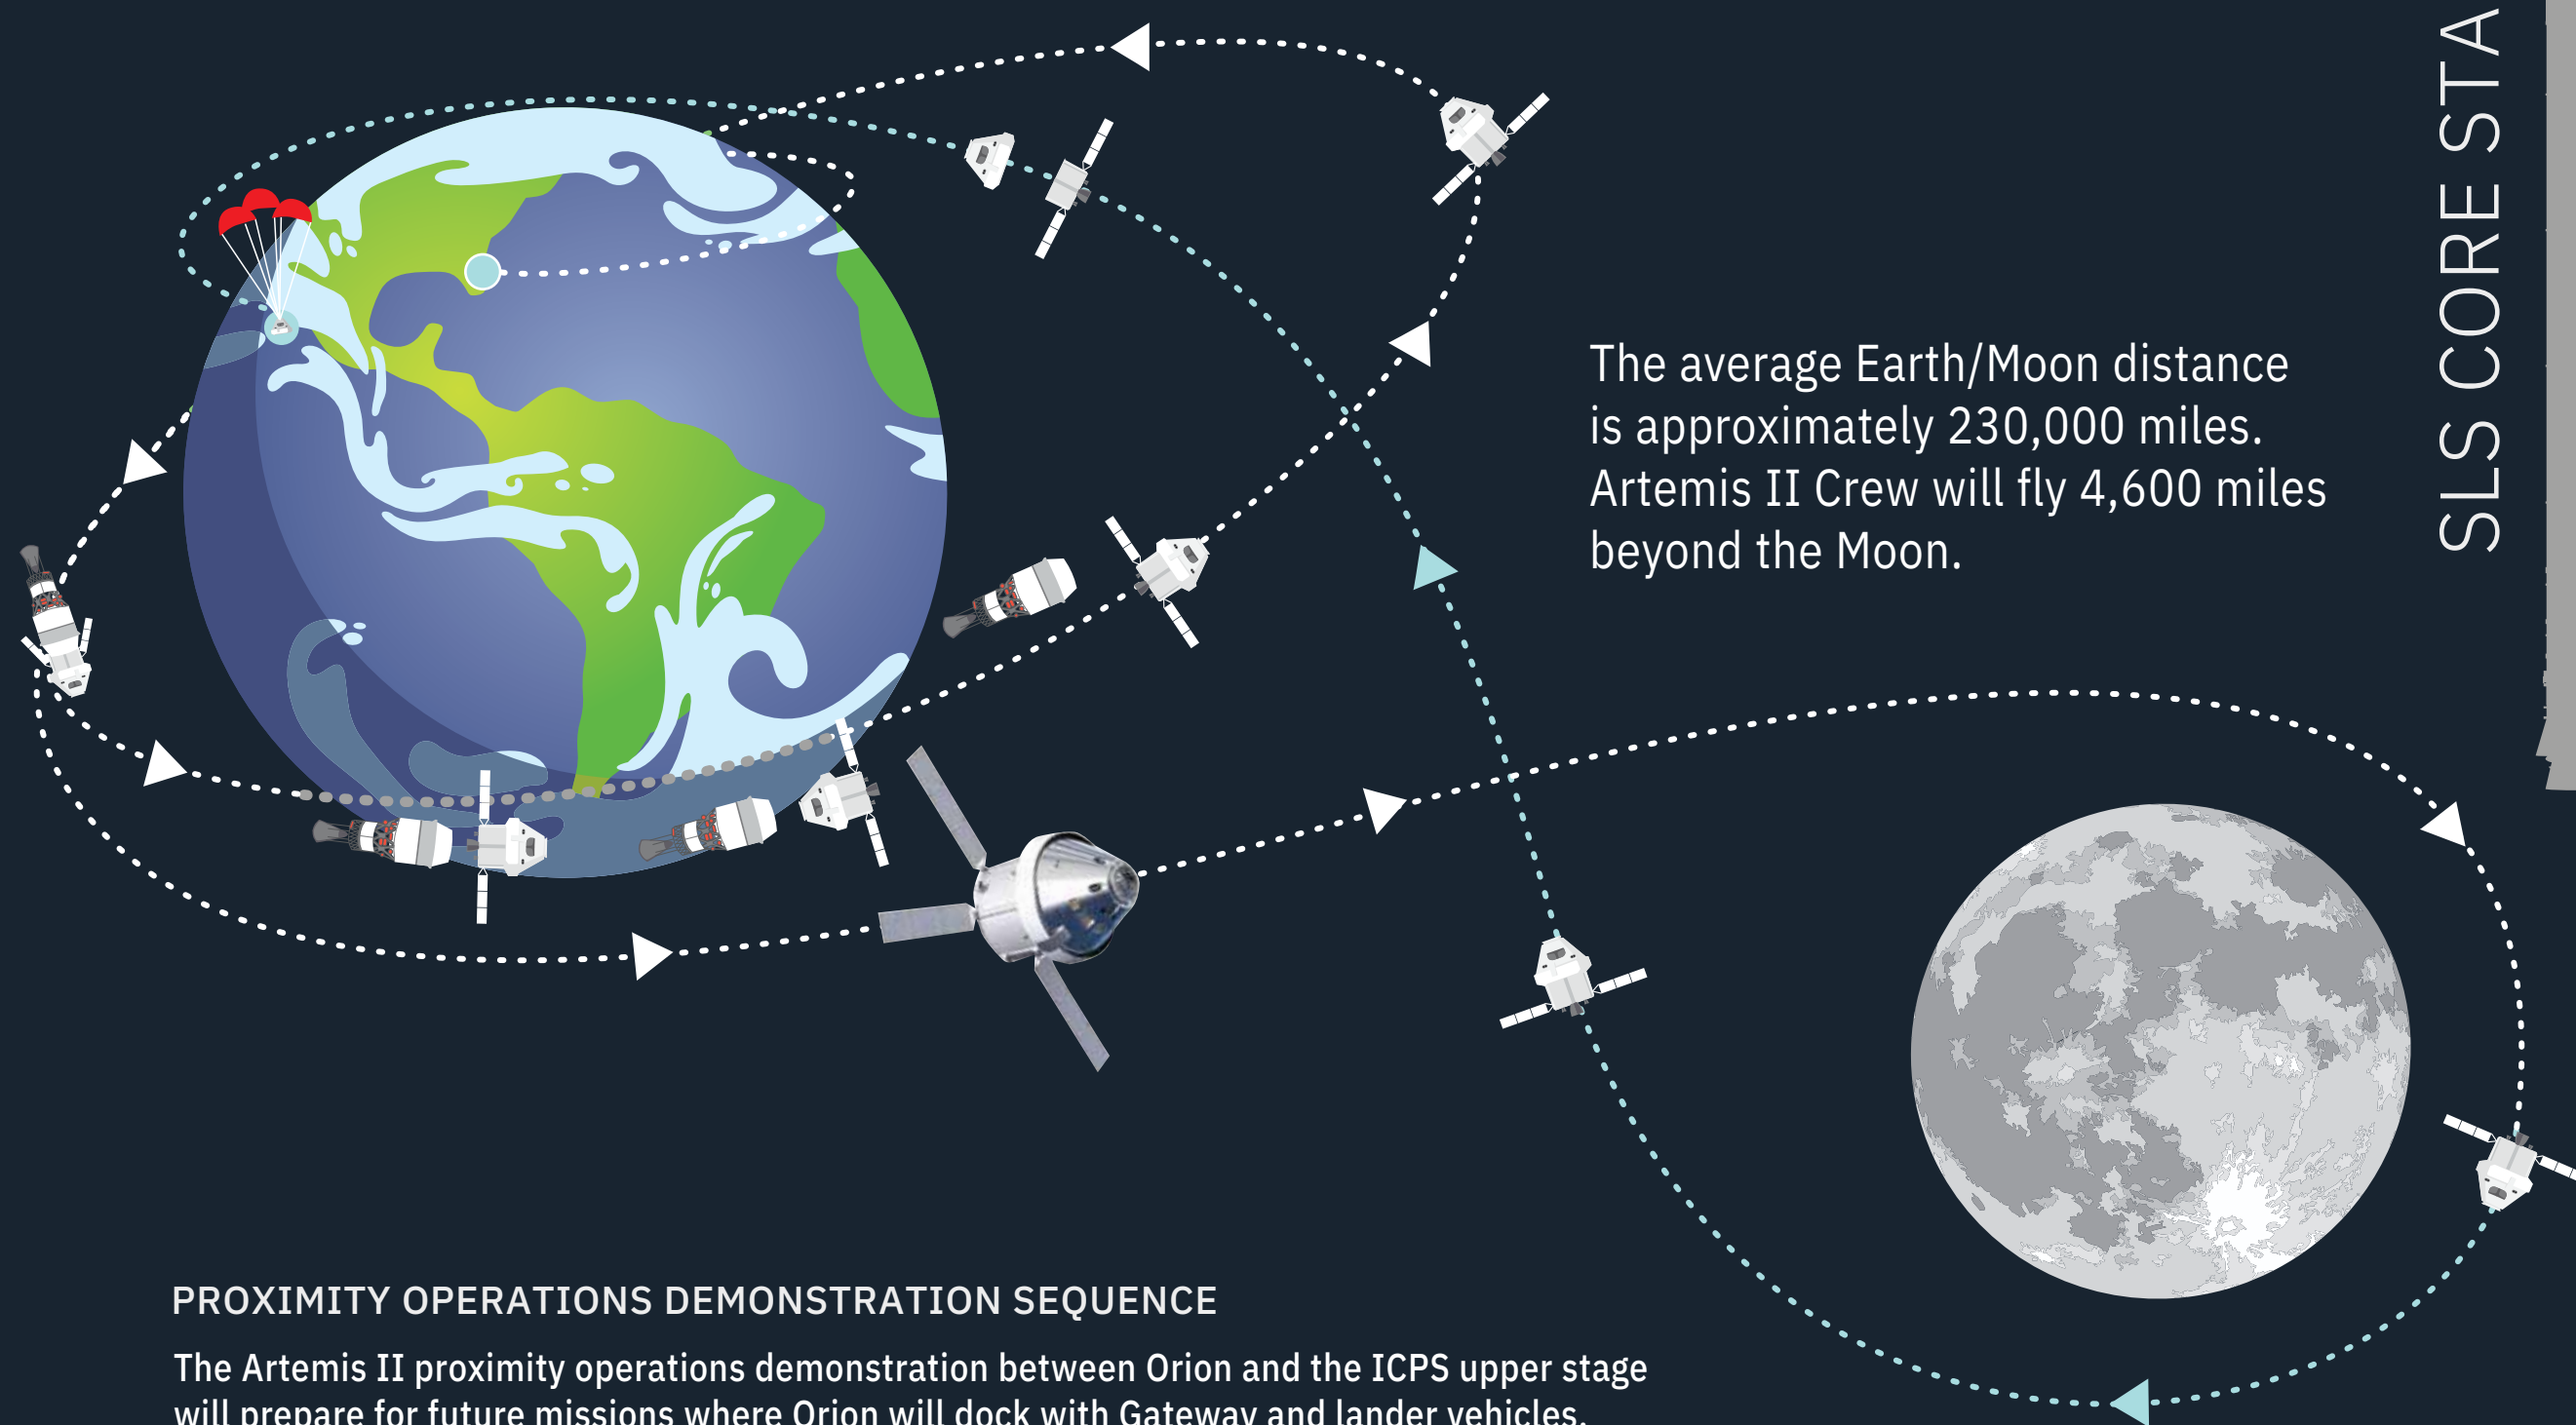 The average Earth/Moon distance
is approximately 230,000 miles.
Artemis II Crew will fly 4,600 miles
beyond the Moon.
SLS CORE STA
PROXIMITY OPERATIONS DEMONSTRATION SEQUENCE
The Artemis II proximity operations demonstration between Orion and the ICPS upper stage
will prepare for future missions where Orion will dock with Gateway and lander vehicles.